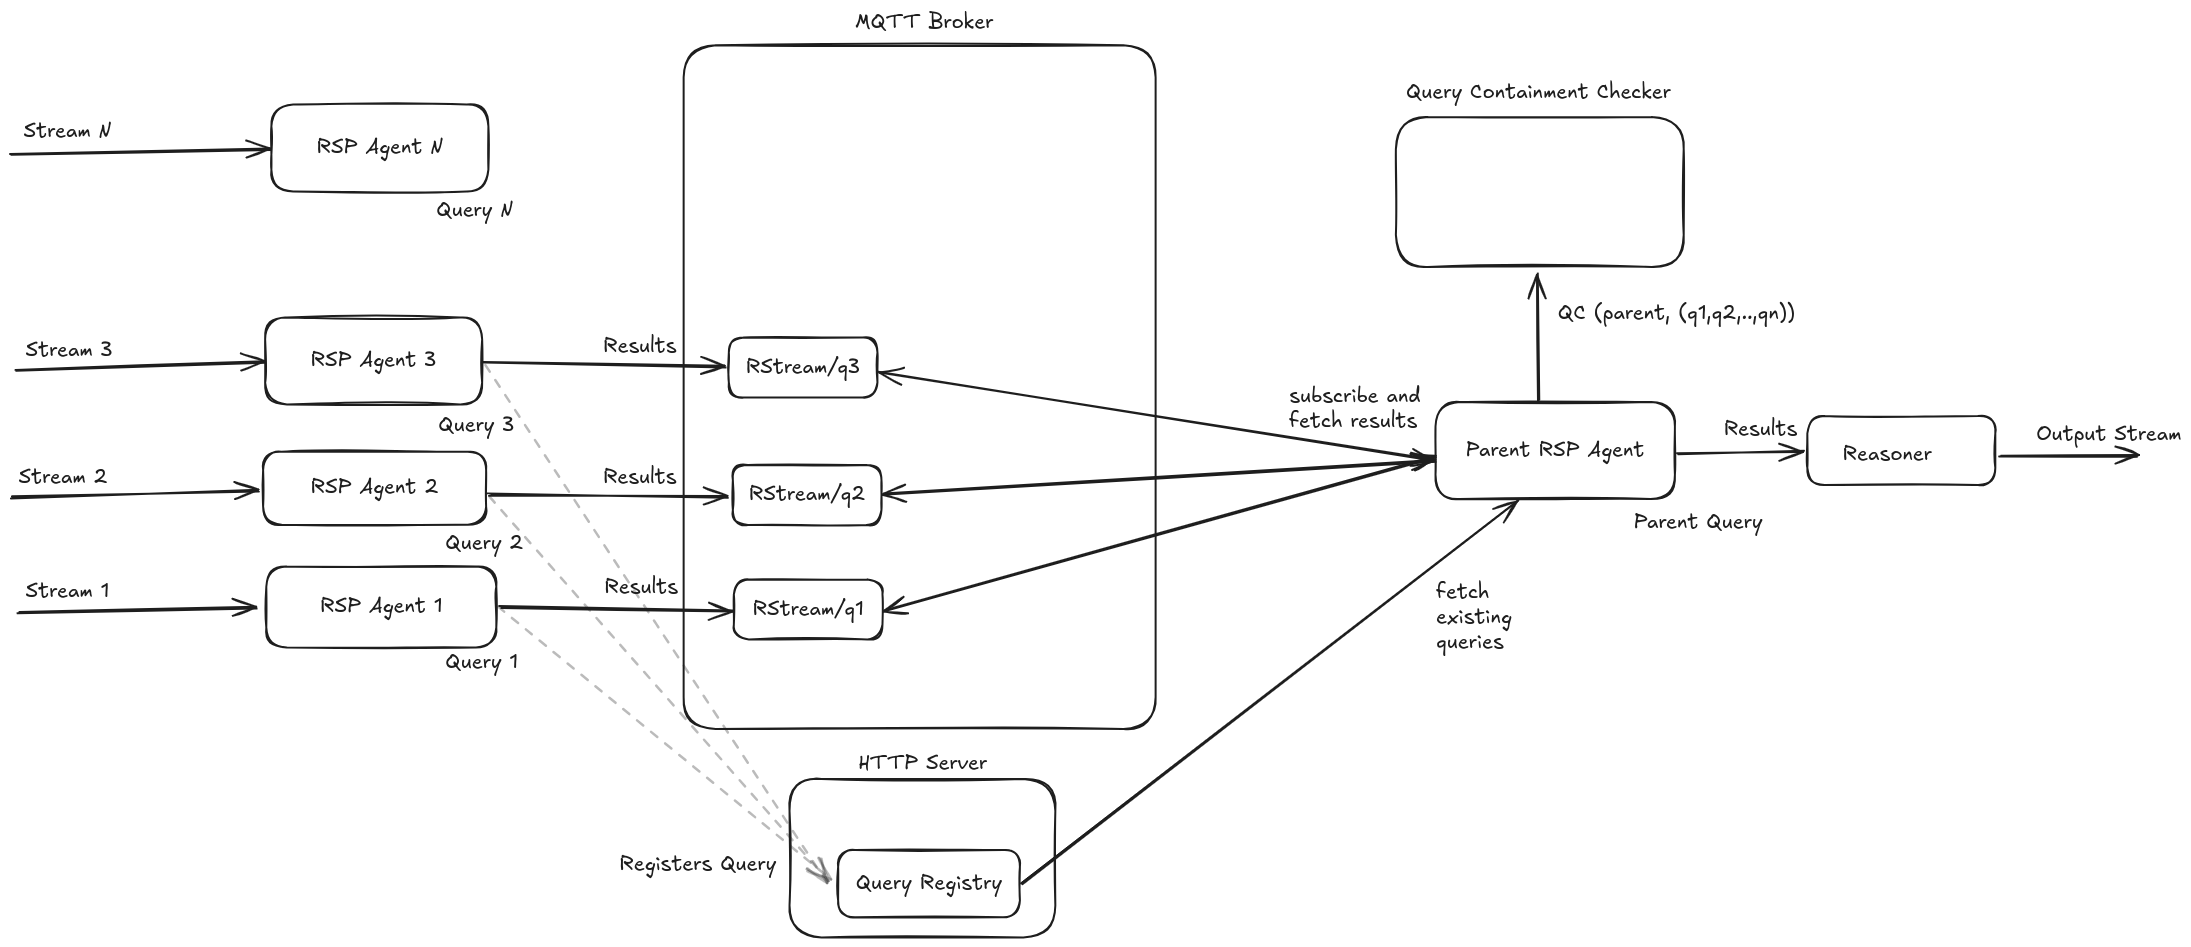 MQTT Broker
Query Containment Checker
Stream N
RSP Agent N
Query N
QC (parent, (q1,q2,..,qn))
Stream 3
RSP Agent 3
Results
RStream/q3
Query 3
subscribe and
fetch results
Parent RSP Agent
Results
Reasoner
Output Stream
Parent Query
Stream 2
RSP Agent 2
Results
RStream/q2
Query 2
Stream 1
RSP Agent 1
Results
RStream/q1
Query 1
fetch
existing
queries
HTTP Server
Registers Query
Query Registry